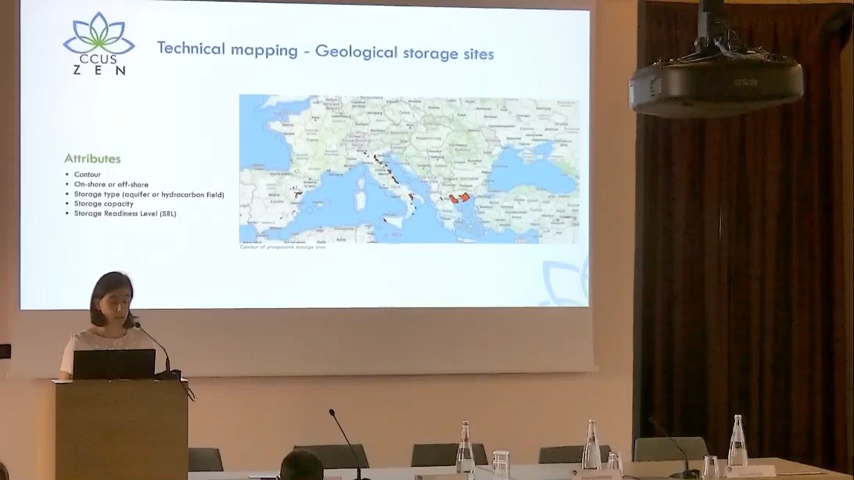 CCUS
Z E N
Technical mapping - Geological storage sites
Attributes
• Contour
• On-shore or off-shore
• Storage type (aquifer or hydrocarbon field)
• Storage capacity
• Storage Readiness Level (SRL)
Contour of prospective storage sites
EPSON